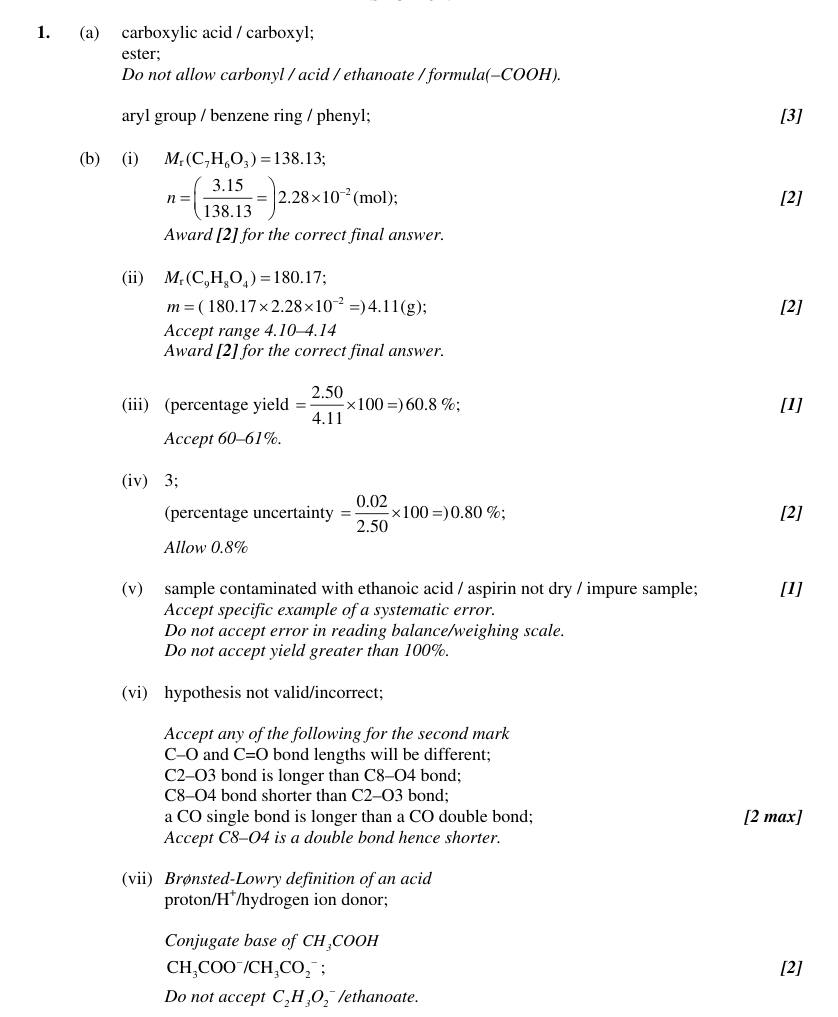 1. (a) carboxylic acid / carboxyl;
ester;
Do not allow carbonyl / acid / ethanoate / formula(–COOH).
aryl group / benzene ring / phenyl; [3]
(b) (i) Mr(C₇H₆O₃) = 138.13;
n = (3.15/138.13 =) 2.28×10⁻² (mol); [2]
Award [2] for the correct final answer.
(ii) Mr(C₉H₈O₄) = 180.17;
m = ( 180.17×2.28×10⁻² =) 4.11(g); [2]
Accept range 4.10–4.14
Award [2] for the correct final answer.
(iii) (percentage yield = 2.50/4.11 ×100 =) 60.8 %; [1]
Accept 60–61%.
(iv) 3;
(percentage uncertainty = 0.02/2.50 ×100 =) 0.80 %; [2]
Allow 0.8%
(v) sample contaminated with ethanoic acid / aspirin not dry / impure sample; [1]
Accept specific example of a systematic error.
Do not accept error in reading balance/weighing scale.
Do not accept yield greater than 100%.
(vi) hypothesis not valid/incorrect;
Accept any of the following for the second mark
C–O and C=O bond lengths will be different;
C2–O3 bond is longer than C8–O4 bond;
C8–O4 bond shorter than C2–O3 bond;
a CO single bond is longer than a CO double bond; [2 max]
Accept C8–O4 is a double bond hence shorter.
(vii) Brønsted-Lowry definition of an acid
proton/H⁺/hydrogen ion donor;
Conjugate base of CH₃COOH
CH₃COO⁻/CH₃CO₂⁻; [2]
Do not accept C₂H₃O₂⁻/ethanoate.